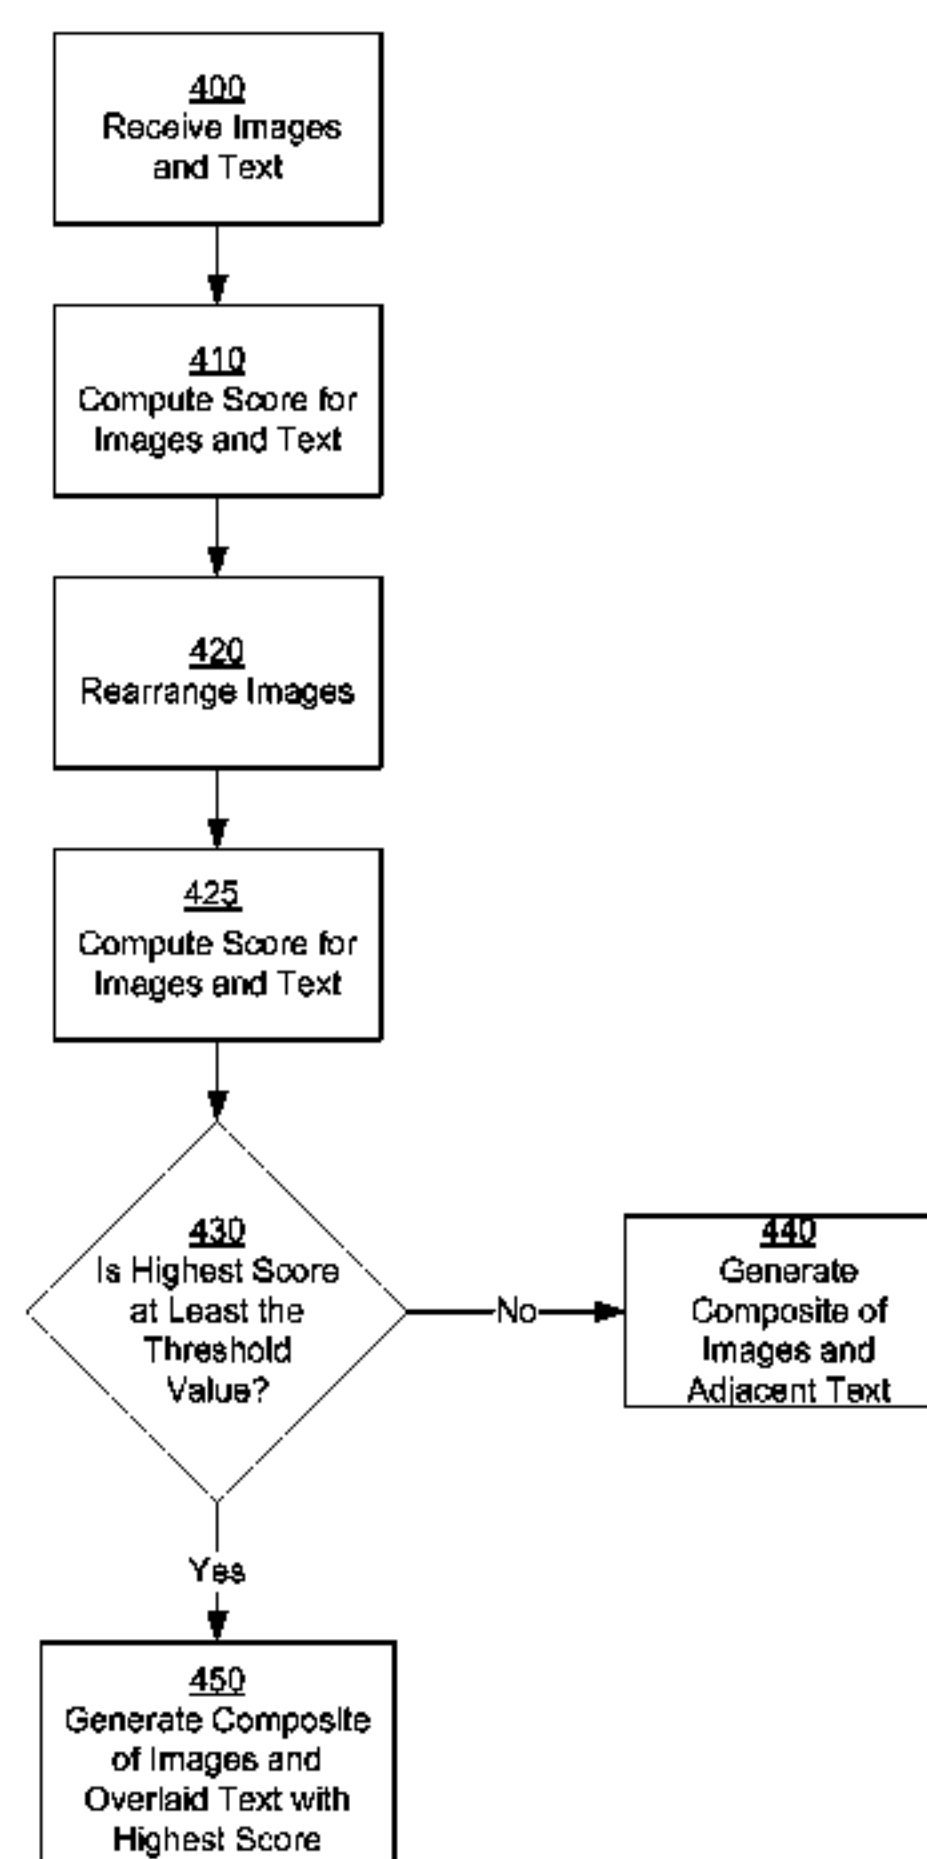 400
Receive Images
and Text
410
Compute Score for
Images and Text
420
Rearrange Images
425
Compute Score for
Images and Text
430
Is Highest Score
at Least the
Threshold
Value?
No
440
Generate
Composite of
Images and
Adjacent Text
Yes
450
Generate Composite
of Images and
Overlaid Text with
Highest Score